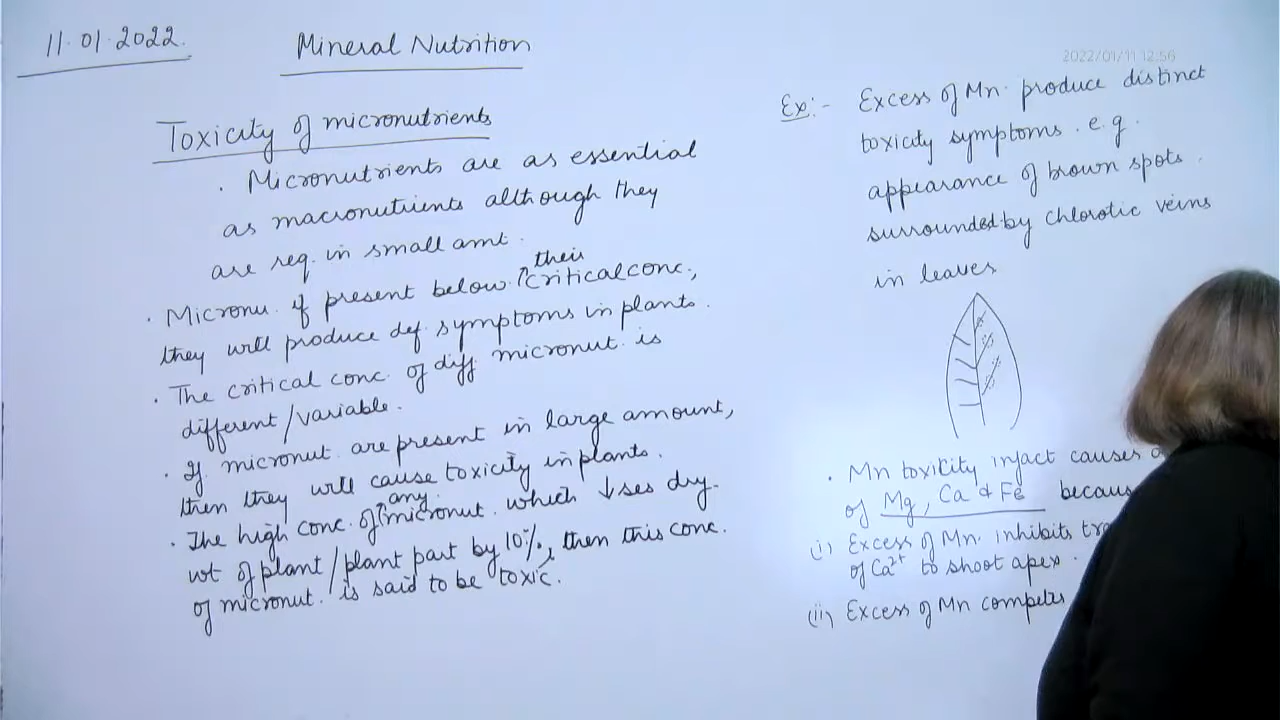 11.01.2022.
Mineral Nutrition
2022/01/11 12:56
Toxicity of micronutrients
. Micronutrients are as essential
as macronutrients although they
are req. in small amt.
their
. Micronu. if present below critical conc.,
they will produce def. symptoms in plants.
. The critical conc. of diff micronut. is
different/variable.
. If micronut. are present in large amount,
then they will cause toxicity in plants.
any
. The high conc. of micronut. which ↓ses dry.
wt of plant/plant part by 10%, then this conc.
of micronut. is said to be toxic.
Ex:- Excess of Mn. produce distinct
toxicity symptoms. e.g.
appearance of brown spots.
surrounded by chlorotic veins
in leaves
. Mn toxicity infact causes
of Mg, Ca & Fe becaus
(i) Excess of Mn. inhibits
of Ca2+ to shoot apex.
(ii) Excess of Mn competes